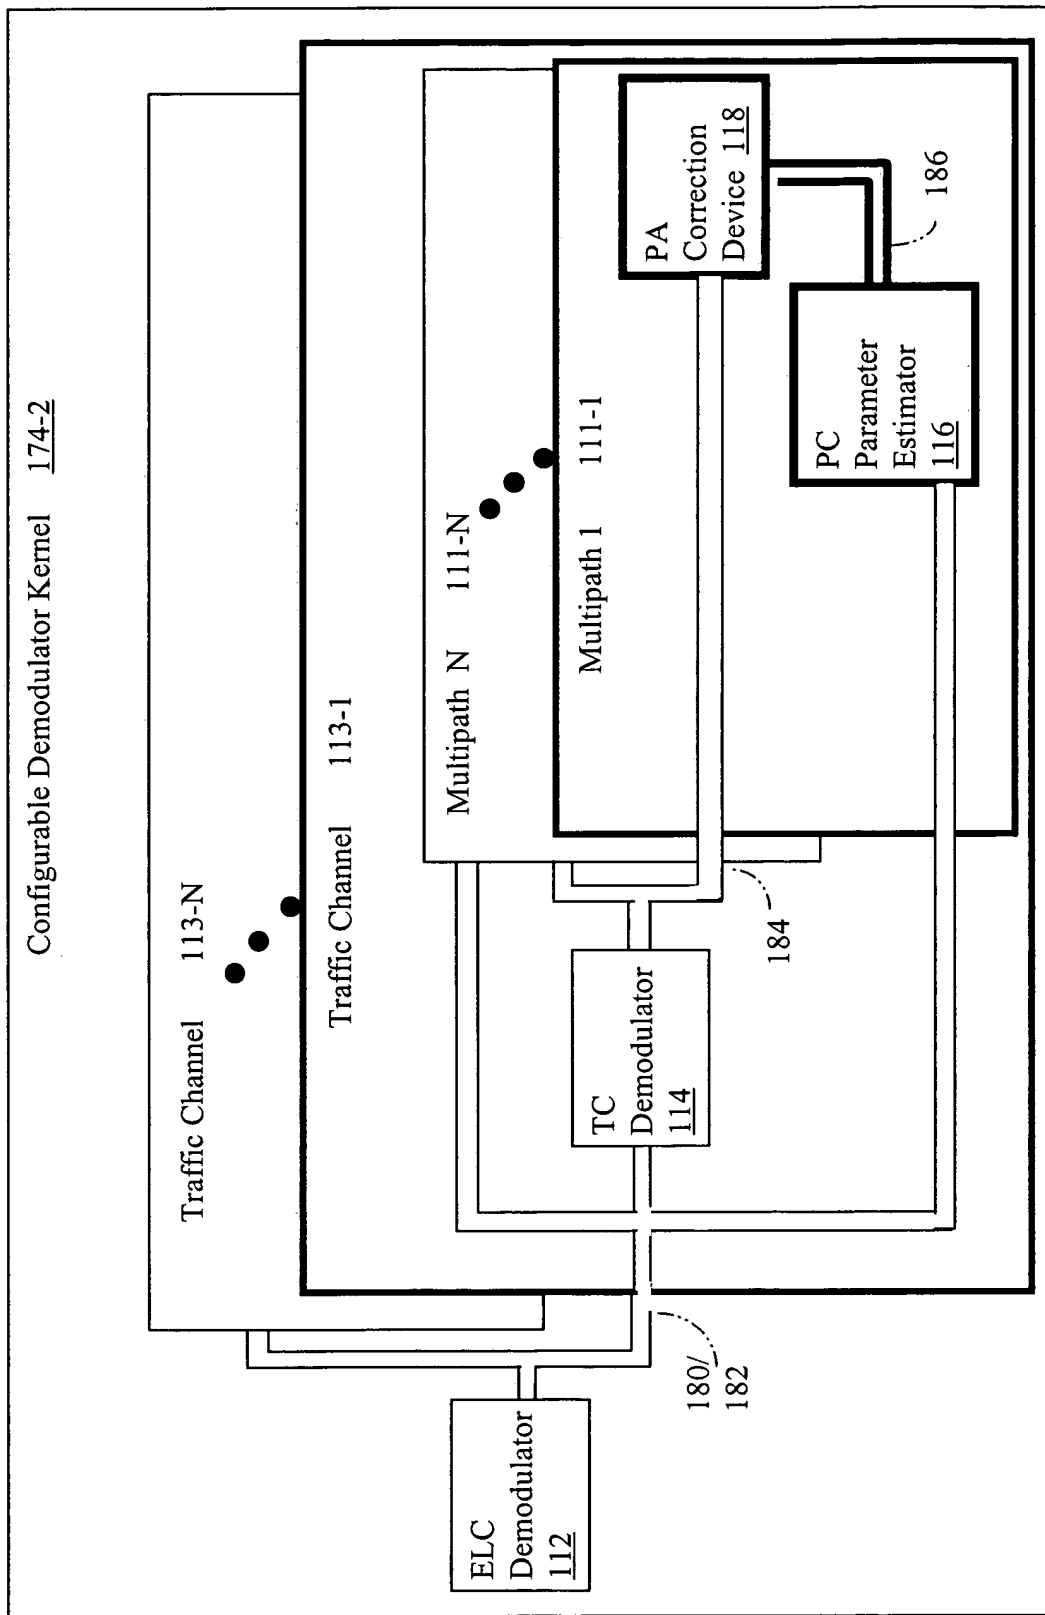 Configurable Demodulator Kernel 174-2
Traffic Channel 113-N
Traffic Channel 113-1
Multipath N 111-N
Multipath 1 111-1
ELC
Demodulator
112
180/
182
TC
Demodulator
114
184
PC
Parameter
Estimator
116
PA
Correction
Device 118
186